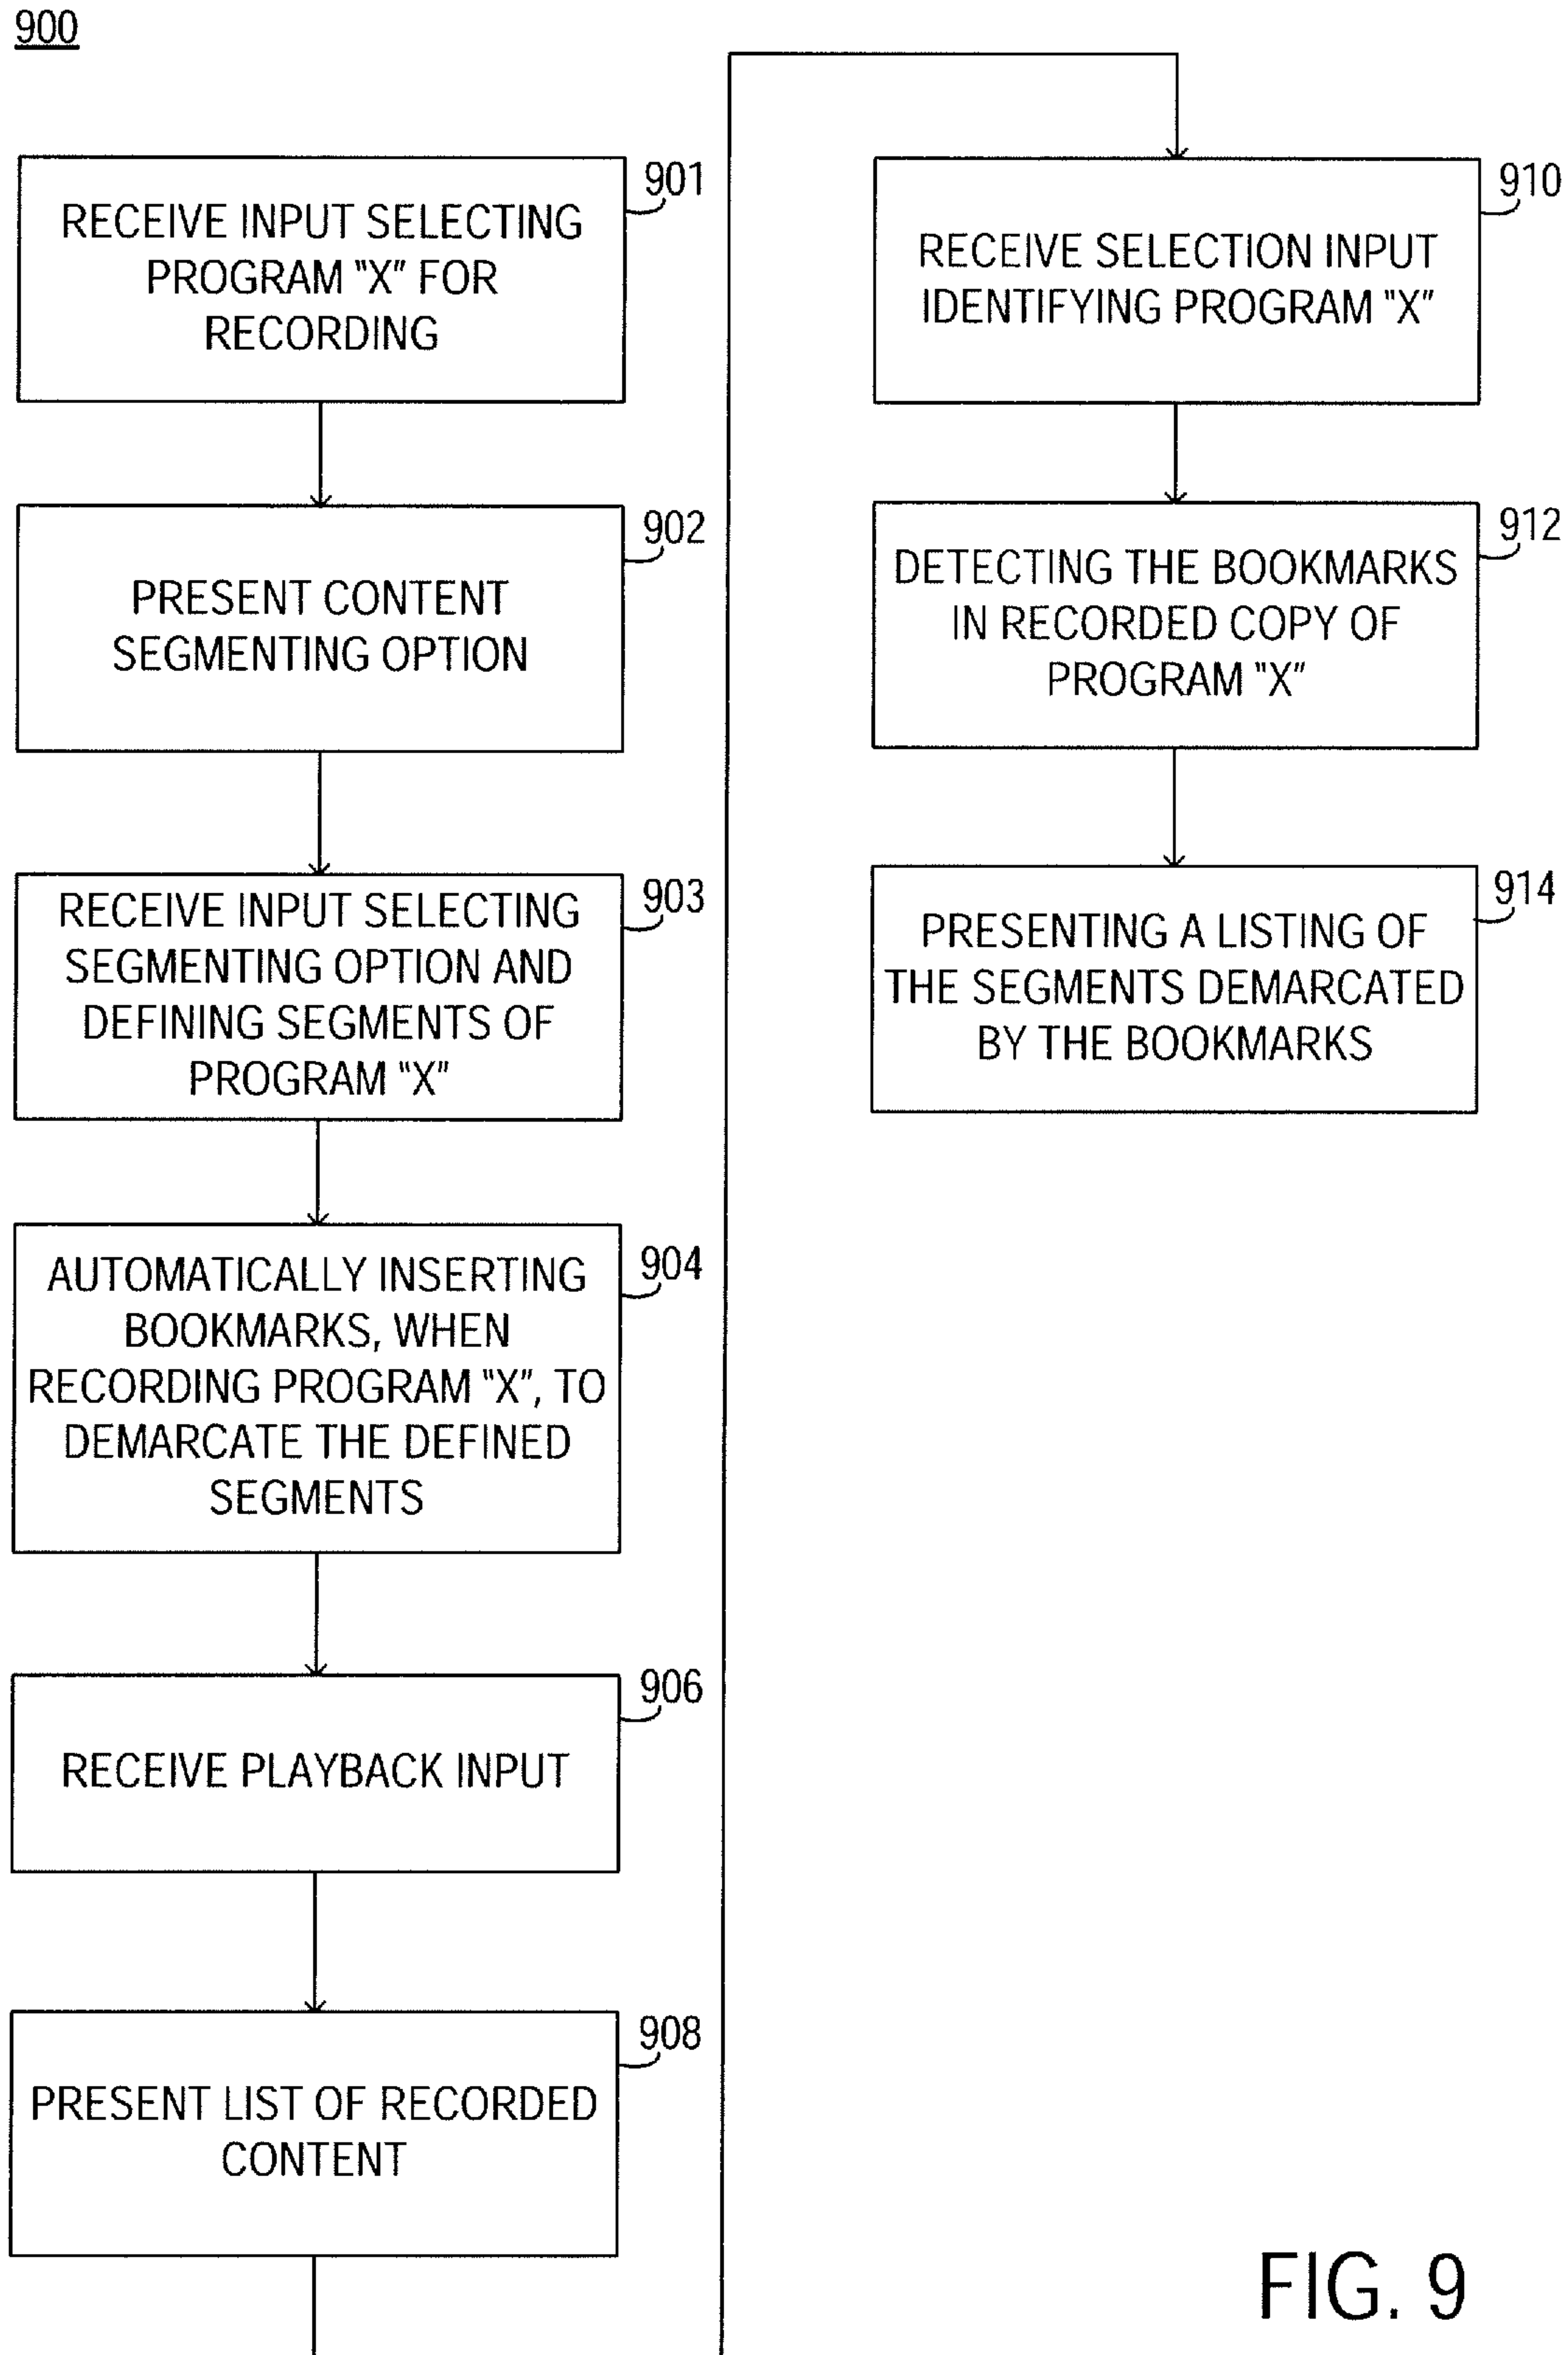 900
RECEIVE INPUT SELECTING
PROGRAM "X" FOR
RECORDING
901
PRESENT CONTENT
SEGMENTING OPTION
902
RECEIVE INPUT SELECTING
SEGMENTING OPTION AND
DEFINING SEGMENTS OF
PROGRAM "X"
903
AUTOMATICALLY INSERTING
BOOKMARKS, WHEN
RECORDING PROGRAM "X", TO
DEMARCATE THE DEFINED
SEGMENTS
904
RECEIVE PLAYBACK INPUT
906
PRESENT LIST OF RECORDED
CONTENT
908
RECEIVE SELECTION INPUT
IDENTIFYING PROGRAM "X"
910
DETECTING THE BOOKMARKS
IN RECORDED COPY OF
PROGRAM "X"
912
PRESENTING A LISTING OF
THE SEGMENTS DEMARCATED
BY THE BOOKMARKS
914
FIG. 9